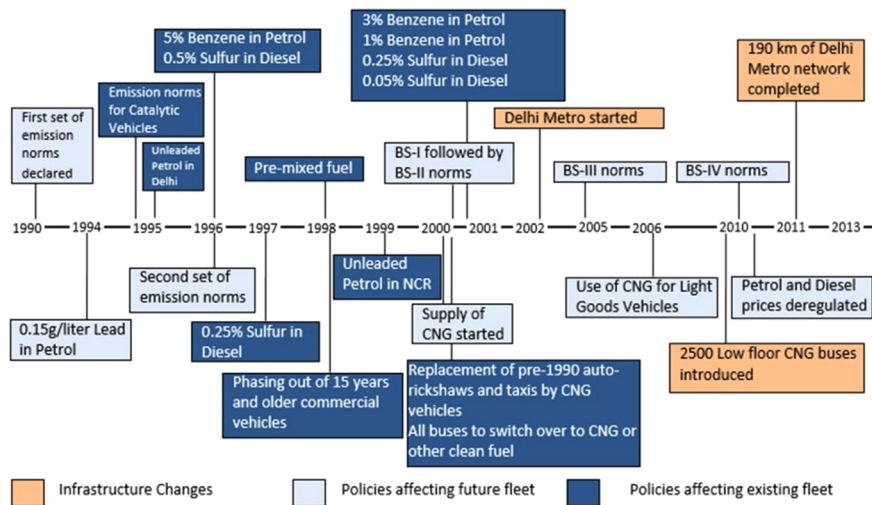 5% Benzene in Petrol
0.5% Sulfur in Diesel
3% Benzene in Petrol
1% Benzene in Petrol
0.25% Sulfur in Diesel
0.05% Sulfur in Diesel
190 km of Delhi
Metro network
completed
First set of
emission
norms
declared
Emission norms
for Catalytic
Vehicles
Unleaded
Petrol in
Delhi
Pre-mixed fuel
BS-I followed by
BS-II norms
Delhi Metro started
BS-III norms
BS-IV norms
1990 1994 1995 1996 1997 1998 1999 2000 2001 2002 2005 2006 2010 2011 2013
0.15g/liter Lead
in Petrol
Second set of
emission norms
0.25% Sulfur in
Diesel
Phasing out of 15 years
and older commercial
vehicles
Unleaded
Petrol in NCR
Supply of
CNG started
Replacement of pre-1990 auto-
rickshaws and taxis by CNG
vehicles
All buses to switch over to CNG or
other clean fuel
Use of CNG for Light
Goods Vehicles
Petrol and Diesel
prices deregulated
2500 Low floor CNG buses
introduced
Infrastructure Changes
Policies affecting future fleet
Policies affecting existing fleet